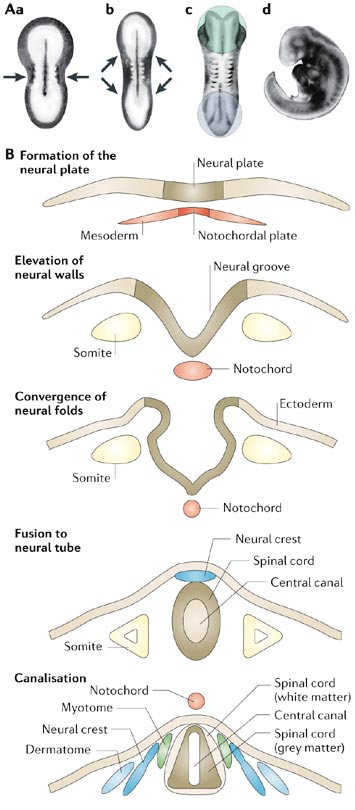 Aa
b
c
d
B Formation of the
neural plate
Neural plate
Mesoderm
Notochordal plate
Elevation of
neural walls
Neural groove
Somite
Notochord
Convergence of
neural folds
Ectoderm
Somite
Notochord
Fusion to
neural tube
Neural crest
Spinal cord
Central canal
Somite
Canalisation
Notochord
Myotome
Neural crest
Dermatome
Spinal cord
(white matter)
Central canal
Spinal cord
(grey matter)